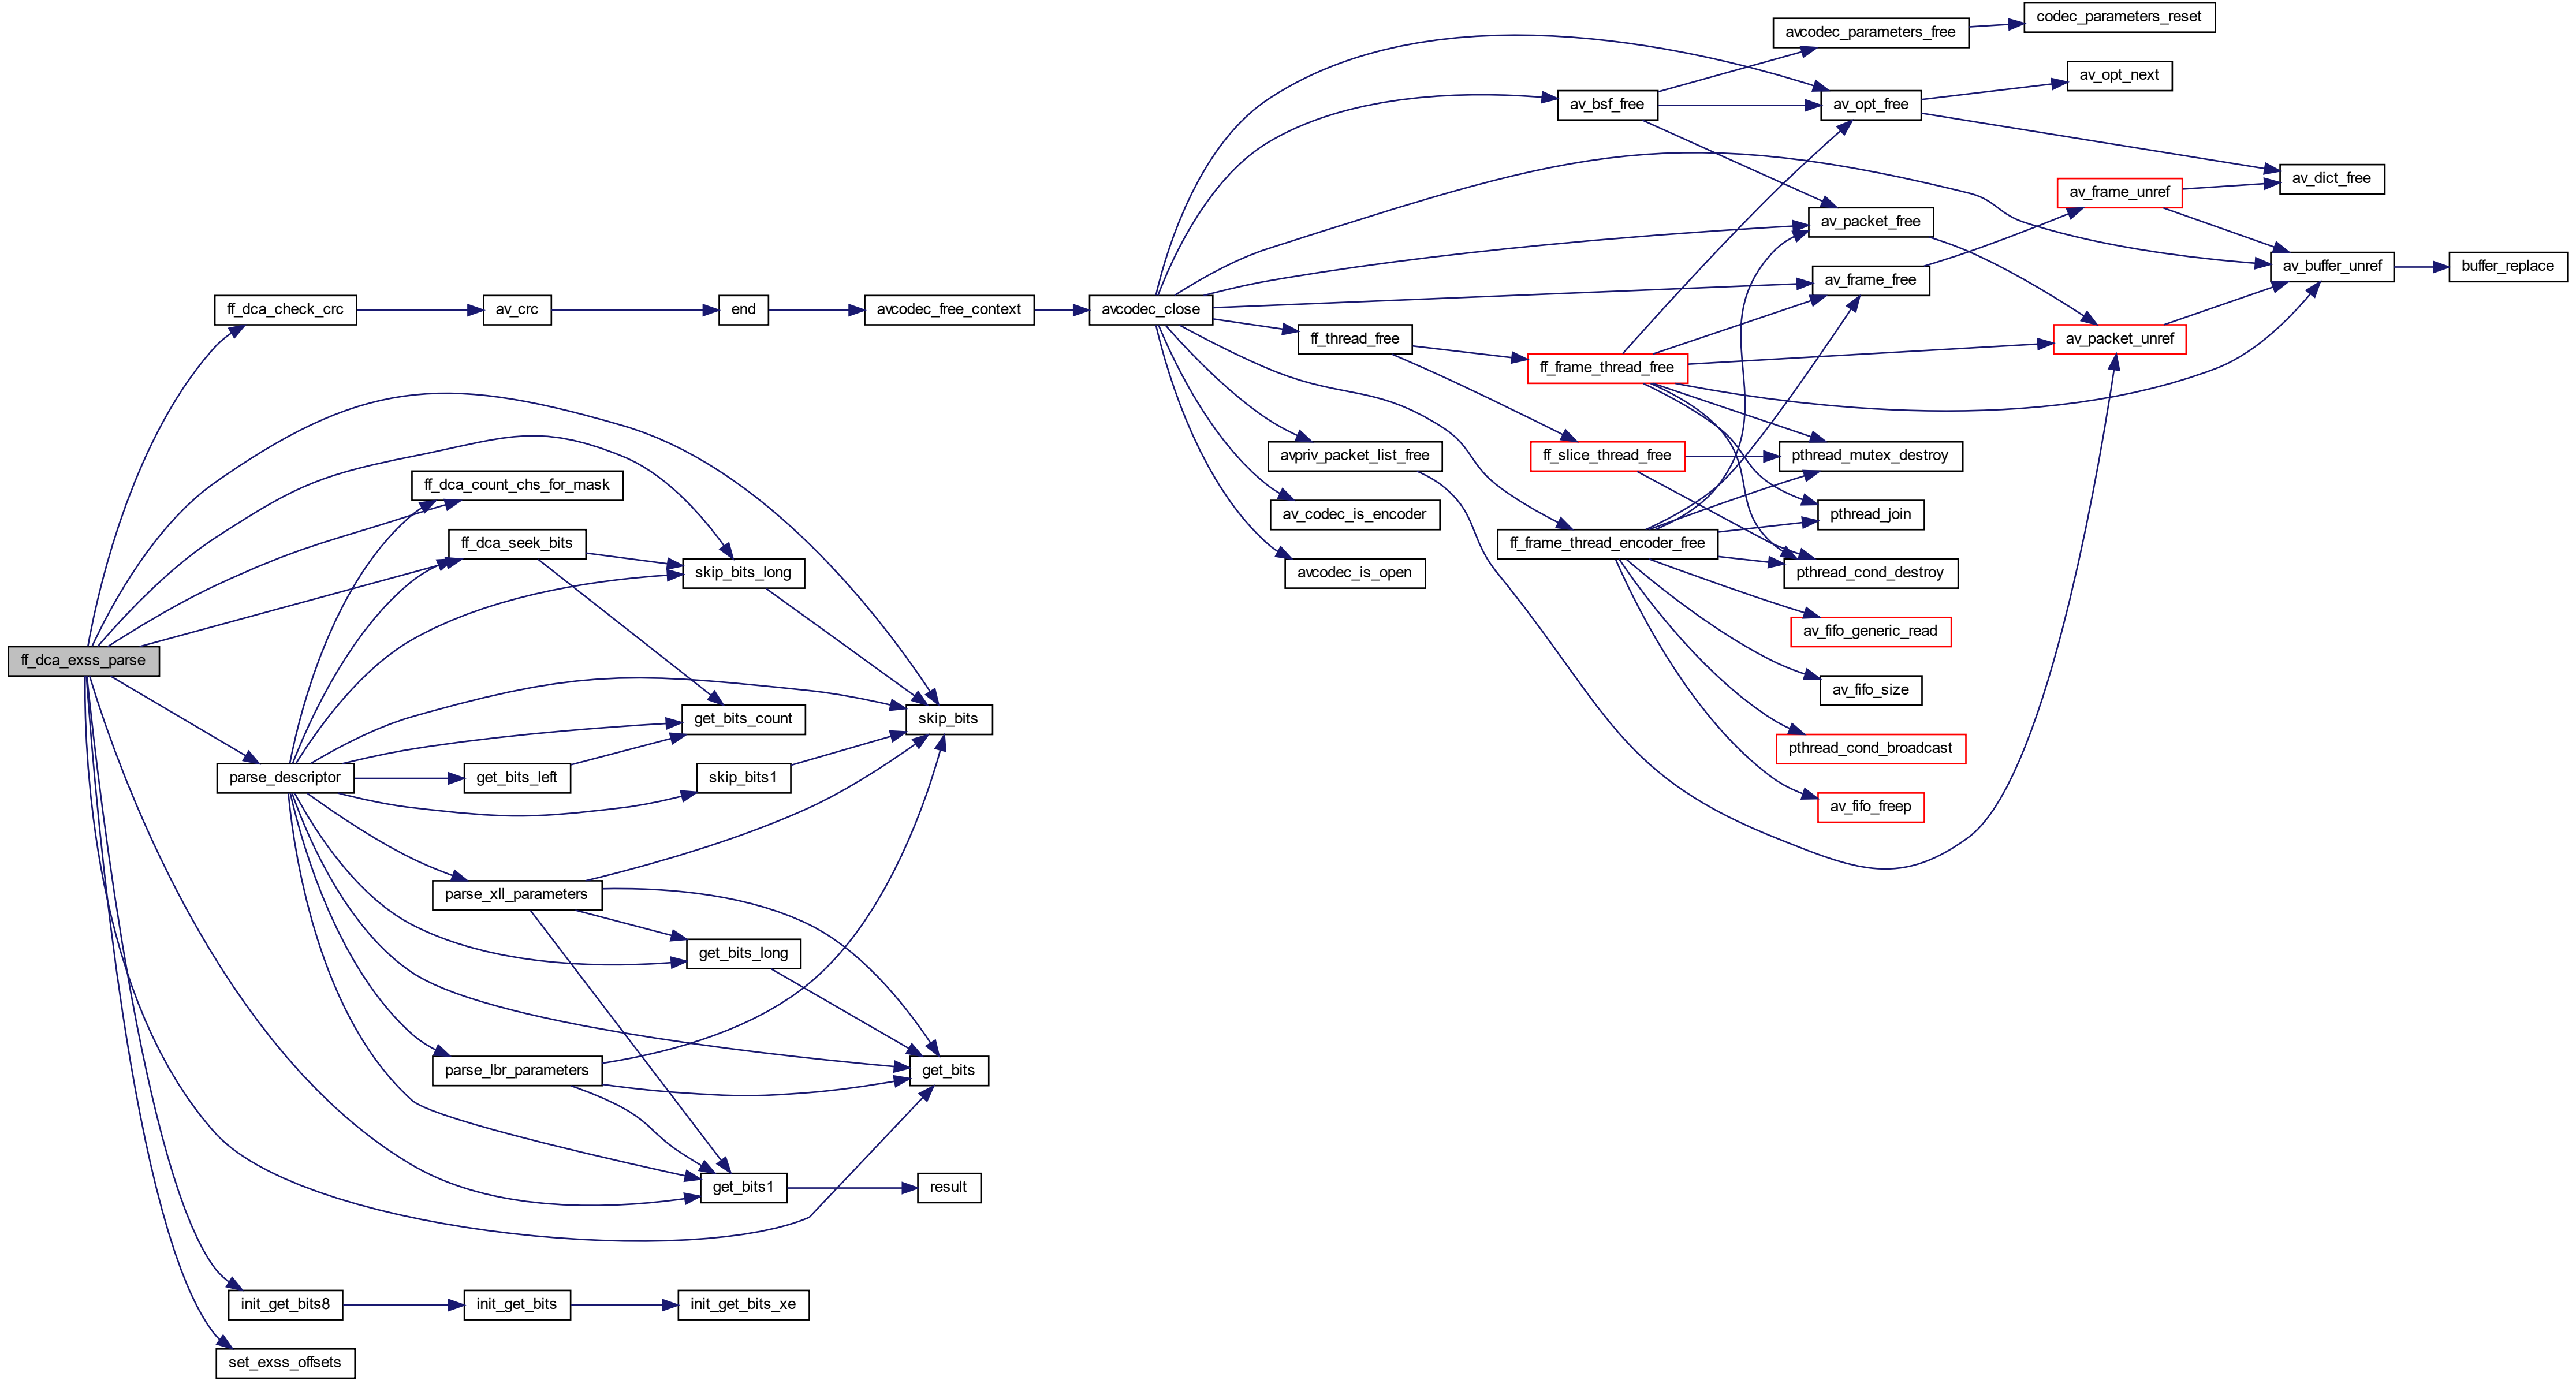 codec_parameters_reset
avcodec_parameters_free
av_opt_next
av_bsf_free
av_opt_free
av_dict_free
av_frame_unref
av_packet_free
av_buffer_unref
buffer_replace
av_frame_free
ff_dca_check_crc
av_crc
end
avcodec_free_context
avcodec_close
ff_thread_free
av_packet_unref
ff_frame_thread_free
avpriv_packet_list_free
ff_slice_thread_free
pthread_mutex_destroy
ff_dca_count_chs_for_mask
av_codec_is_encoder
pthread_join
ff_dca_seek_bits
ff_frame_thread_encoder_free
skip_bits_long
avcodec_is_open
pthread_cond_destroy
av_fifo_generic_read
ff_dca_exss_parse
av_fifo_size
get_bits_count
skip_bits
pthread_cond_broadcast
parse_descriptor
get_bits_left
skip_bits1
av_fifo_freep
parse_xll_parameters
get_bits_long
parse_lbr_parameters
get_bits
get_bits1
result
init_get_bits8
init_get_bits
init_get_bits_xe
set_exss_offsets